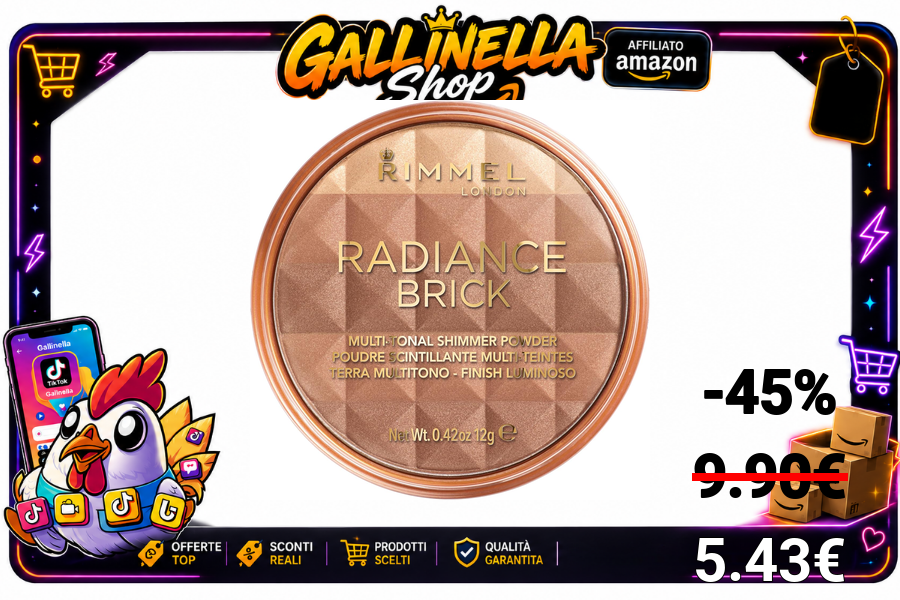 GALLINELLA
Shop
AFFILIATO
amazon
RIMMEL
LONDON
RADIANCE
BRICK
MULTI-TONAL SHIMMER POWDER
POUDRE SCINTILLANTE MULTI-TEINTES
TERRA MULTITONO - FINISH LUMINOSO
Net Wt. 0.42oz 12g e
Gallinella
TikTok
Gallinella
-45%
9.90€
5.43€
OFFERTE
TOP
SCONTI
REALI
PRODOTTI
SCELTI
QUALITÀ
GARANTITA